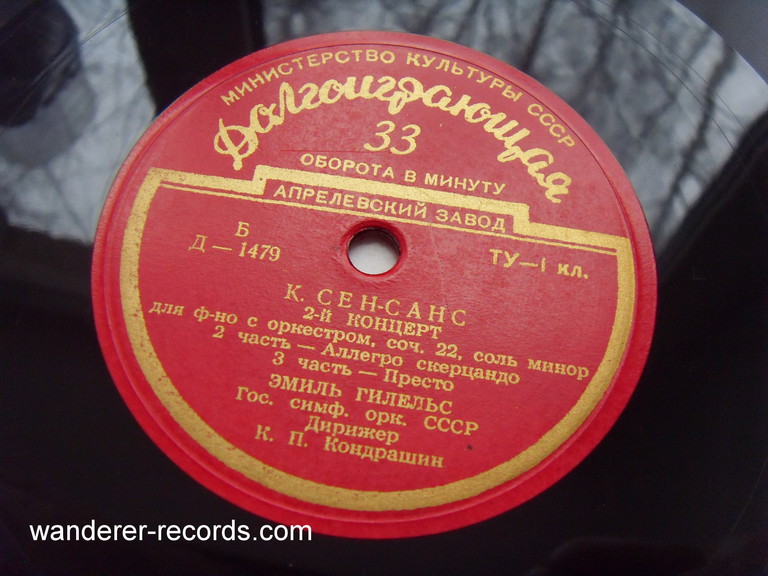 МИНИСТЕРСТВО КУЛЬТУРЫ СССР
Долгоиграющая
33
ОБОРОТА В МИНУТУ
АПРЕЛЕВСКИЙ ЗАВОД
Б
Д — 1479
ТУ—1 кл.
К. СЕН-САНС
2-й КОНЦЕРТ
для ф-но с оркестром, соч. 22, соль минор
2 часть — Аллегро скерцандо
3 часть — Престо
ЭМИЛЬ ГИЛЕЛЬС
Гос. симф. орк. СССР
Дирижер
К. П. Кондрашин
wanderer-records.com